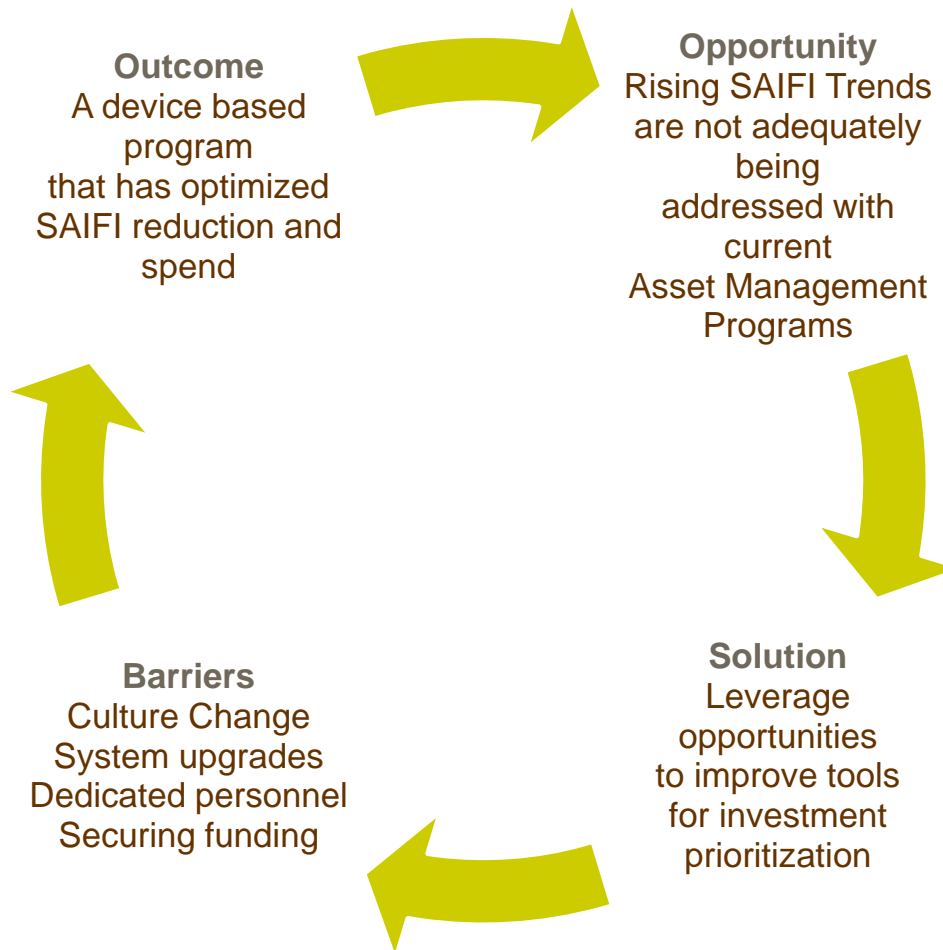 Outcome
A device based
program
that has optimized
SAIFI reduction and
spend
Opportunity
Rising SAIFI Trends
are not adequately
being
addressed with
current
Asset Management
Programs
Solution
Leverage
opportunities
to improve tools
for investment
prioritization
Barriers
Culture Change
System upgrades
Dedicated personnel
Securing funding